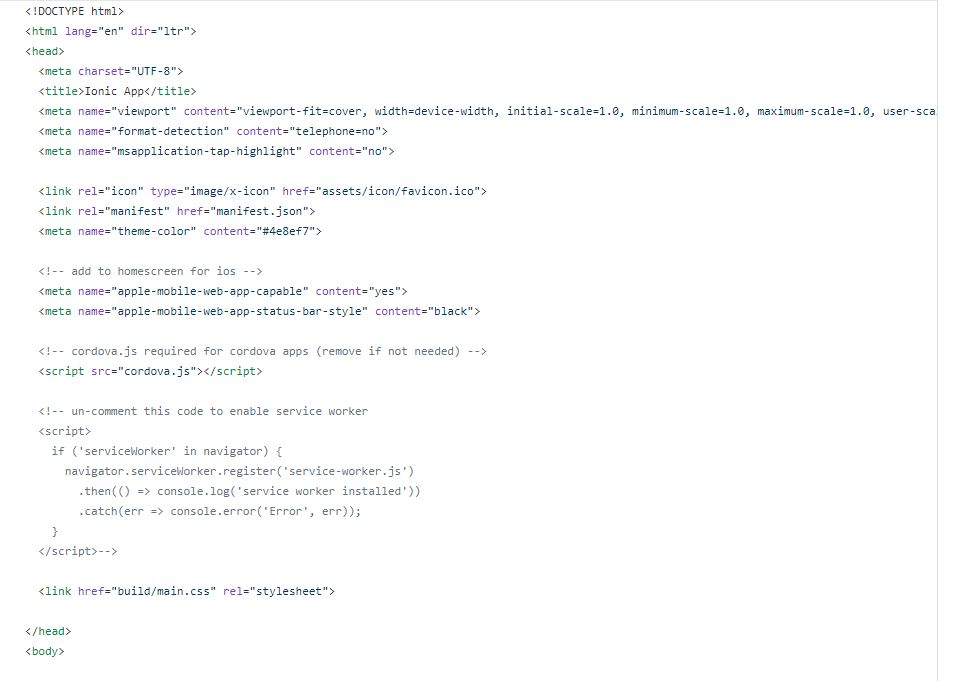 <!DOCTYPE html>
<html lang="en" dir="ltr">
<head>
  <meta charset="UTF-8">
  <title>Ionic App</title>
  <meta name="viewport" content="viewport-fit=cover, width=device-width, initial-scale=1.0, minimum-scale=1.0, maximum-scale=1.0, user-sca
  <meta name="format-detection" content="telephone=no">
  <meta name="msapplication-tap-highlight" content="no">

  <link rel="icon" type="image/x-icon" href="assets/icon/favicon.ico">
  <link rel="manifest" href="manifest.json">
  <meta name="theme-color" content="#4e8ef7">

  <!-- add to homescreen for ios -->
  <meta name="apple-mobile-web-app-capable" content="yes">
  <meta name="apple-mobile-web-app-status-bar-style" content="black">

  <!-- cordova.js required for cordova apps (remove if not needed) -->
  <script src="cordova.js"></script>

  <!-- un-comment this code to enable service worker
  <script>
    if ('serviceWorker' in navigator) {
      navigator.serviceWorker.register('service-worker.js')
        .then(() => console.log('service worker installed'))
        .catch(err => console.error('Error', err));
    }
  </script>-->

  <link href="build/main.css" rel="stylesheet">

</head>
<body>